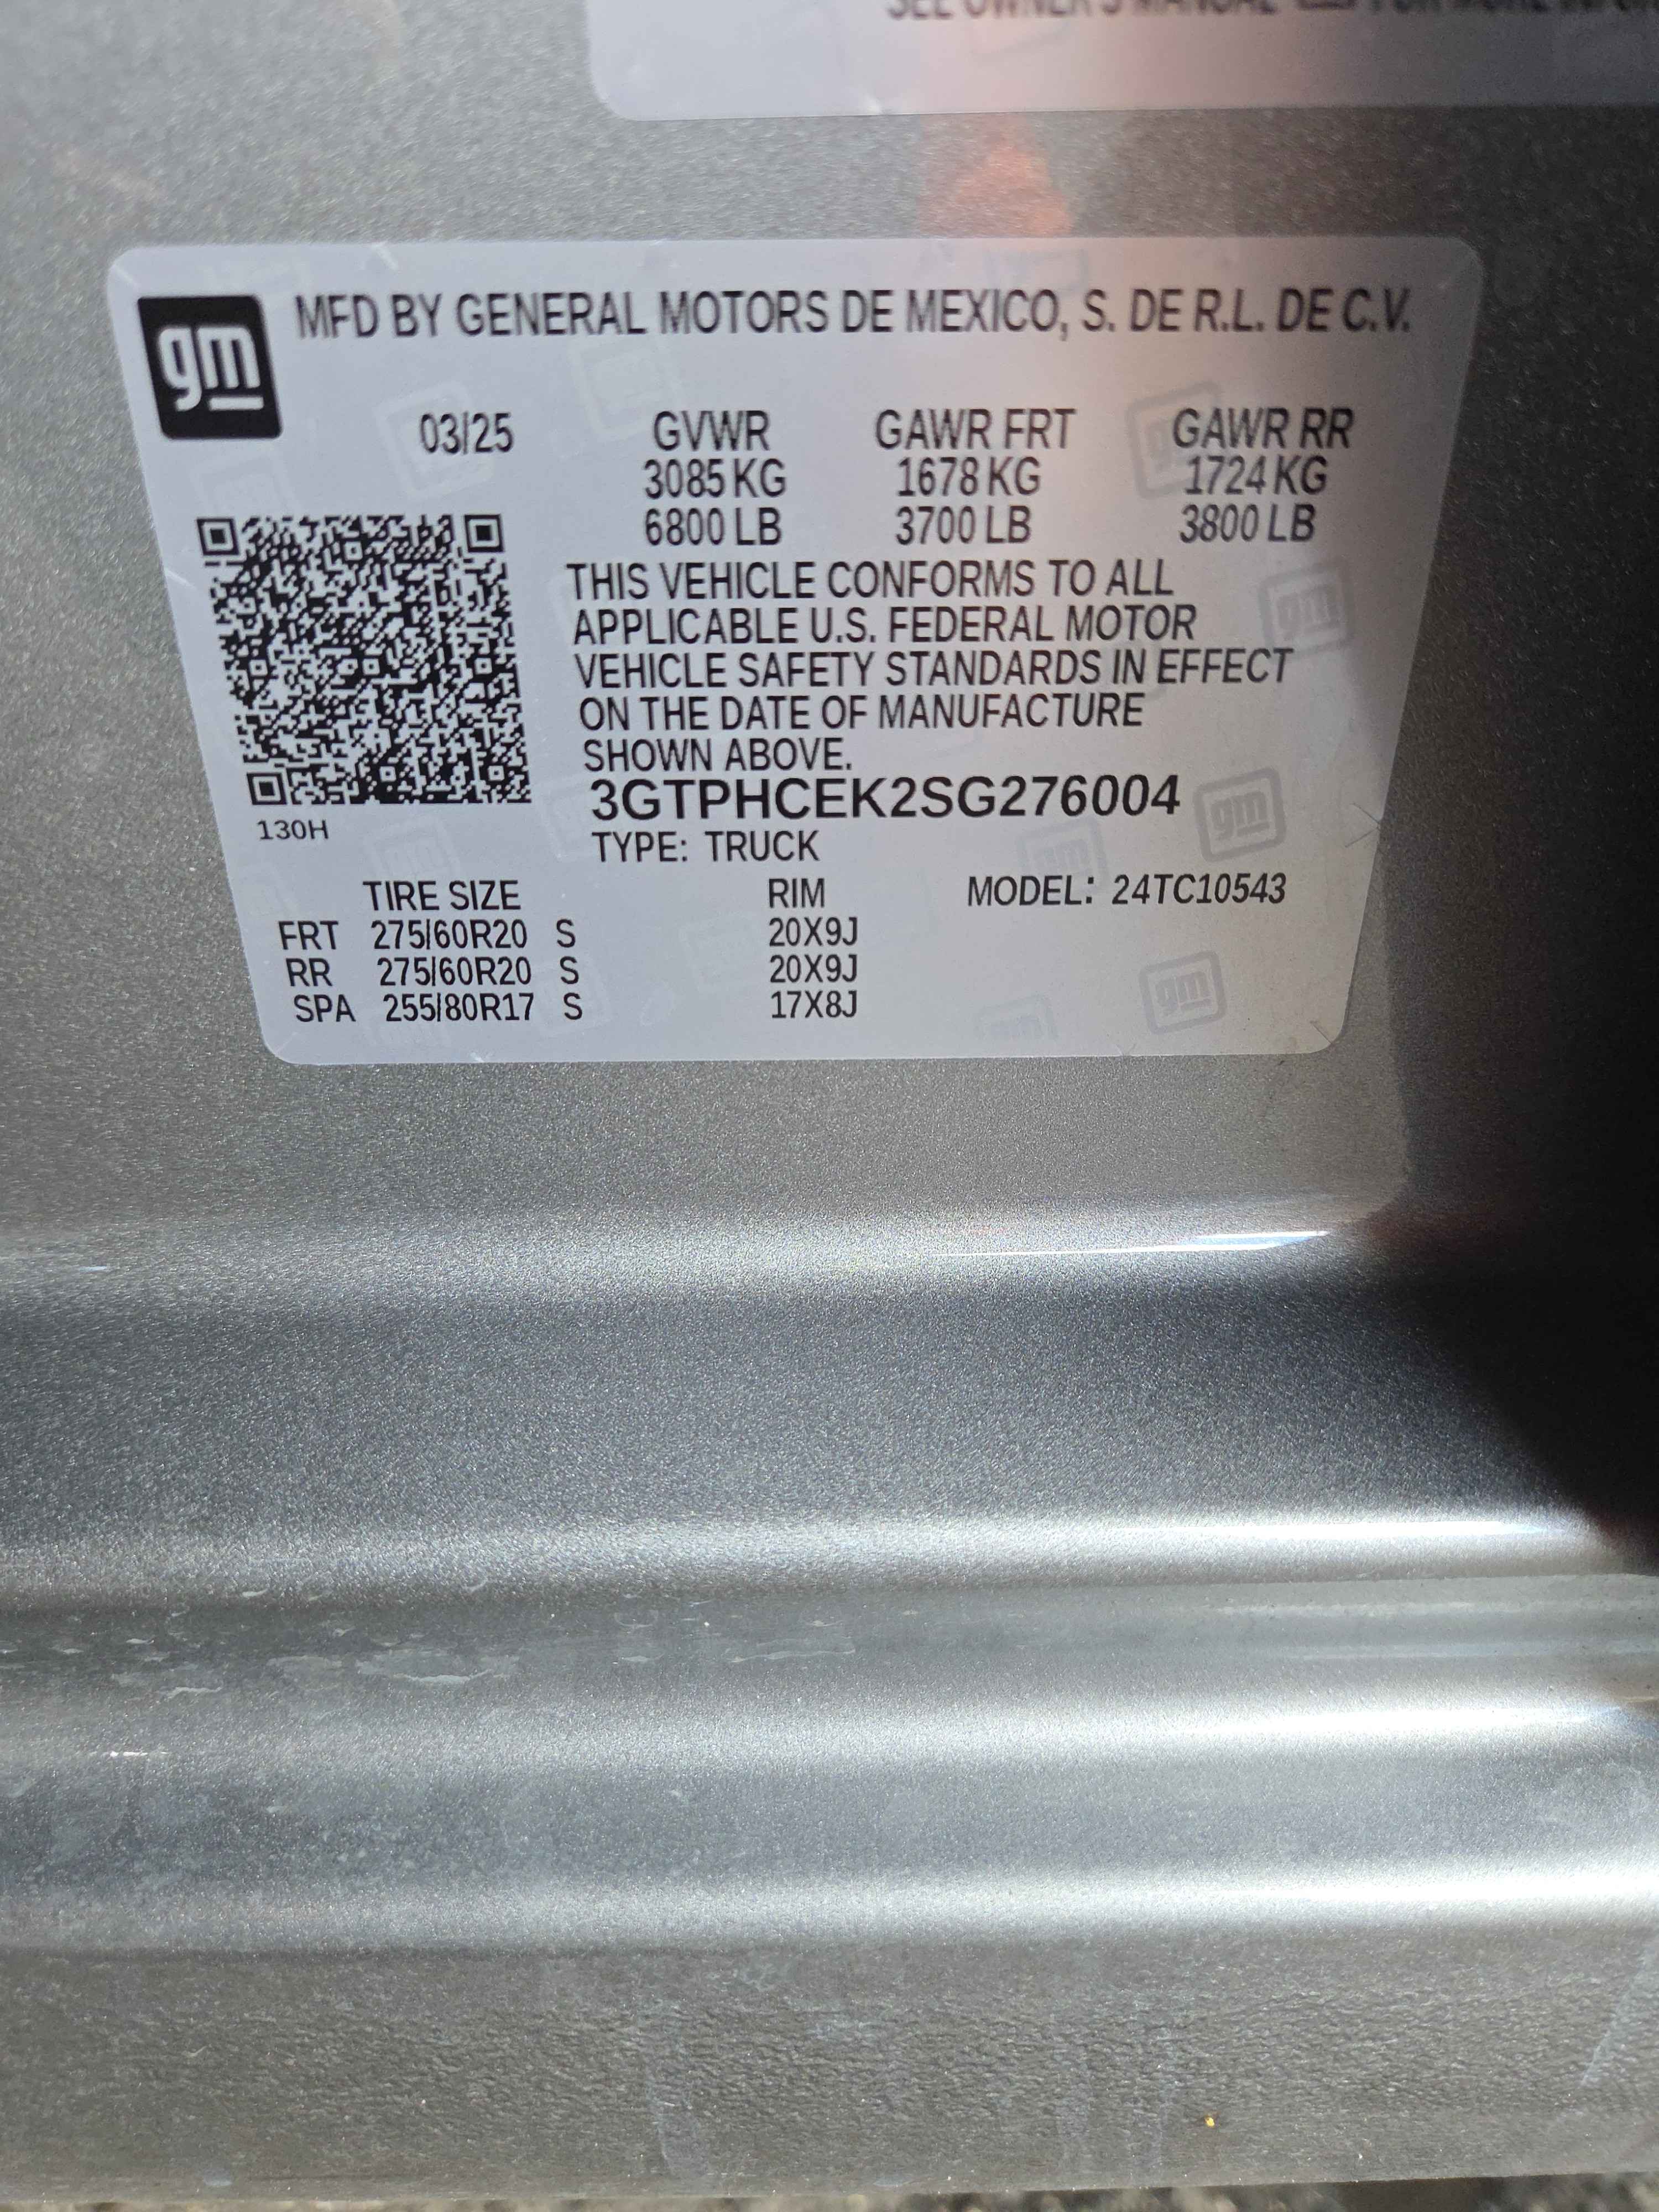 SEE OWNER'S MANUAL FOR MORE
gm MFD BY GENERAL MOTORS DE MEXICO, S. DE R.L. DE C.V.
03/25 GVWR GAWR FRT GAWR RR
3085 KG 1678 KG 1724 KG
6800 LB 3700 LB 3800 LB
THIS VEHICLE CONFORMS TO ALL
APPLICABLE U.S. FEDERAL MOTOR
VEHICLE SAFETY STANDARDS IN EFFECT
ON THE DATE OF MANUFACTURE
SHOWN ABOVE.
3GTPHCEK2SG276004
130H
TYPE: TRUCK
TIRE SIZE RIM MODEL: 24TC10543
FRT 275/60R20 S 20X9J
RR 275/60R20 S 20X9J
SPA 255/80R17 S 17X8J